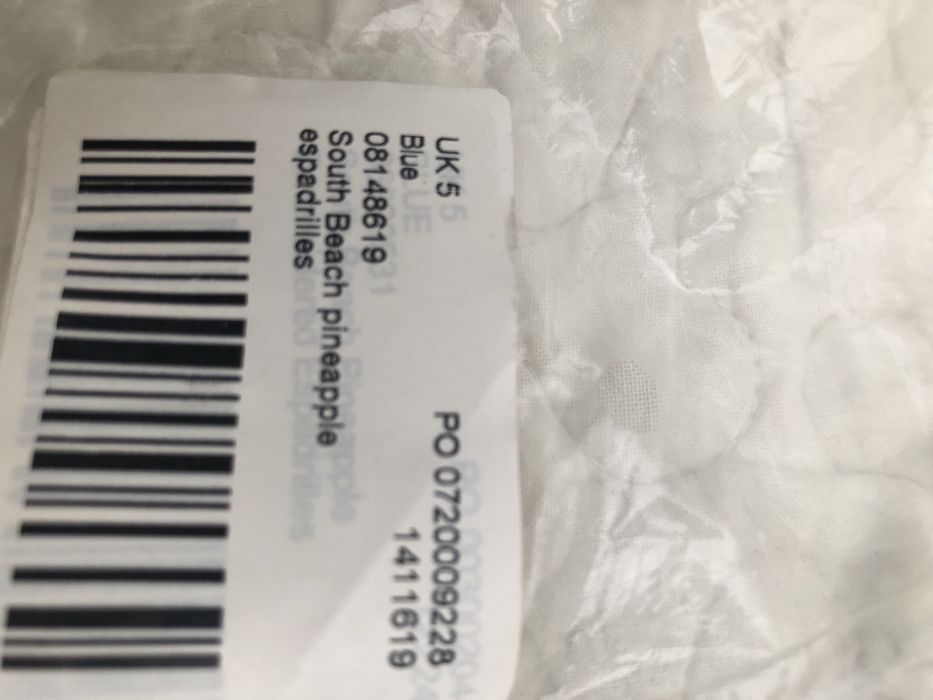 UK 5
PO 0720009228
Blue
1411619
08148619
South Beach pineapple
espadrilles